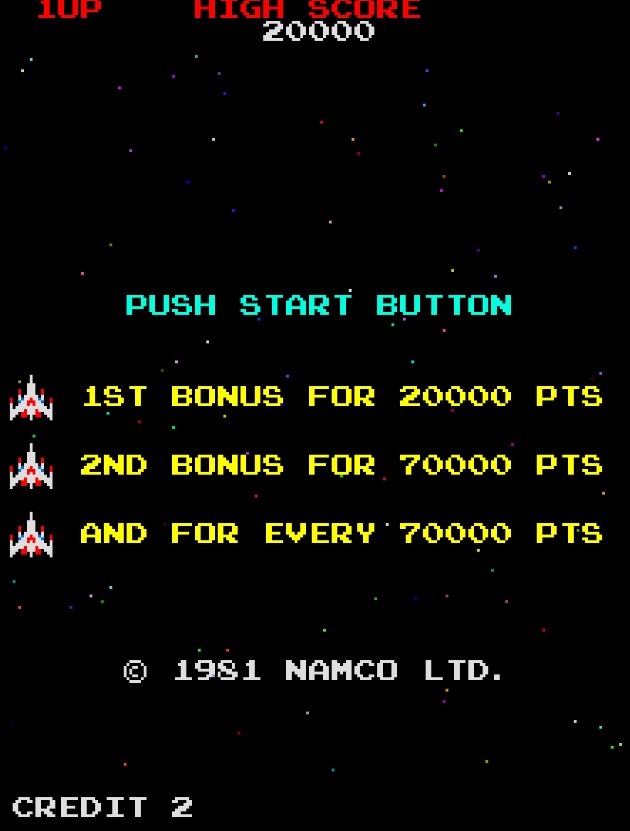 1UP HIGH SCORE
20000
PUSH START BUTTON
1ST BONUS FOR 20000 PTS
2ND BONUS FOR 70000 PTS
AND FOR EVERY 70000 PTS
© 1981 NAMCO LTD.
CREDIT 2